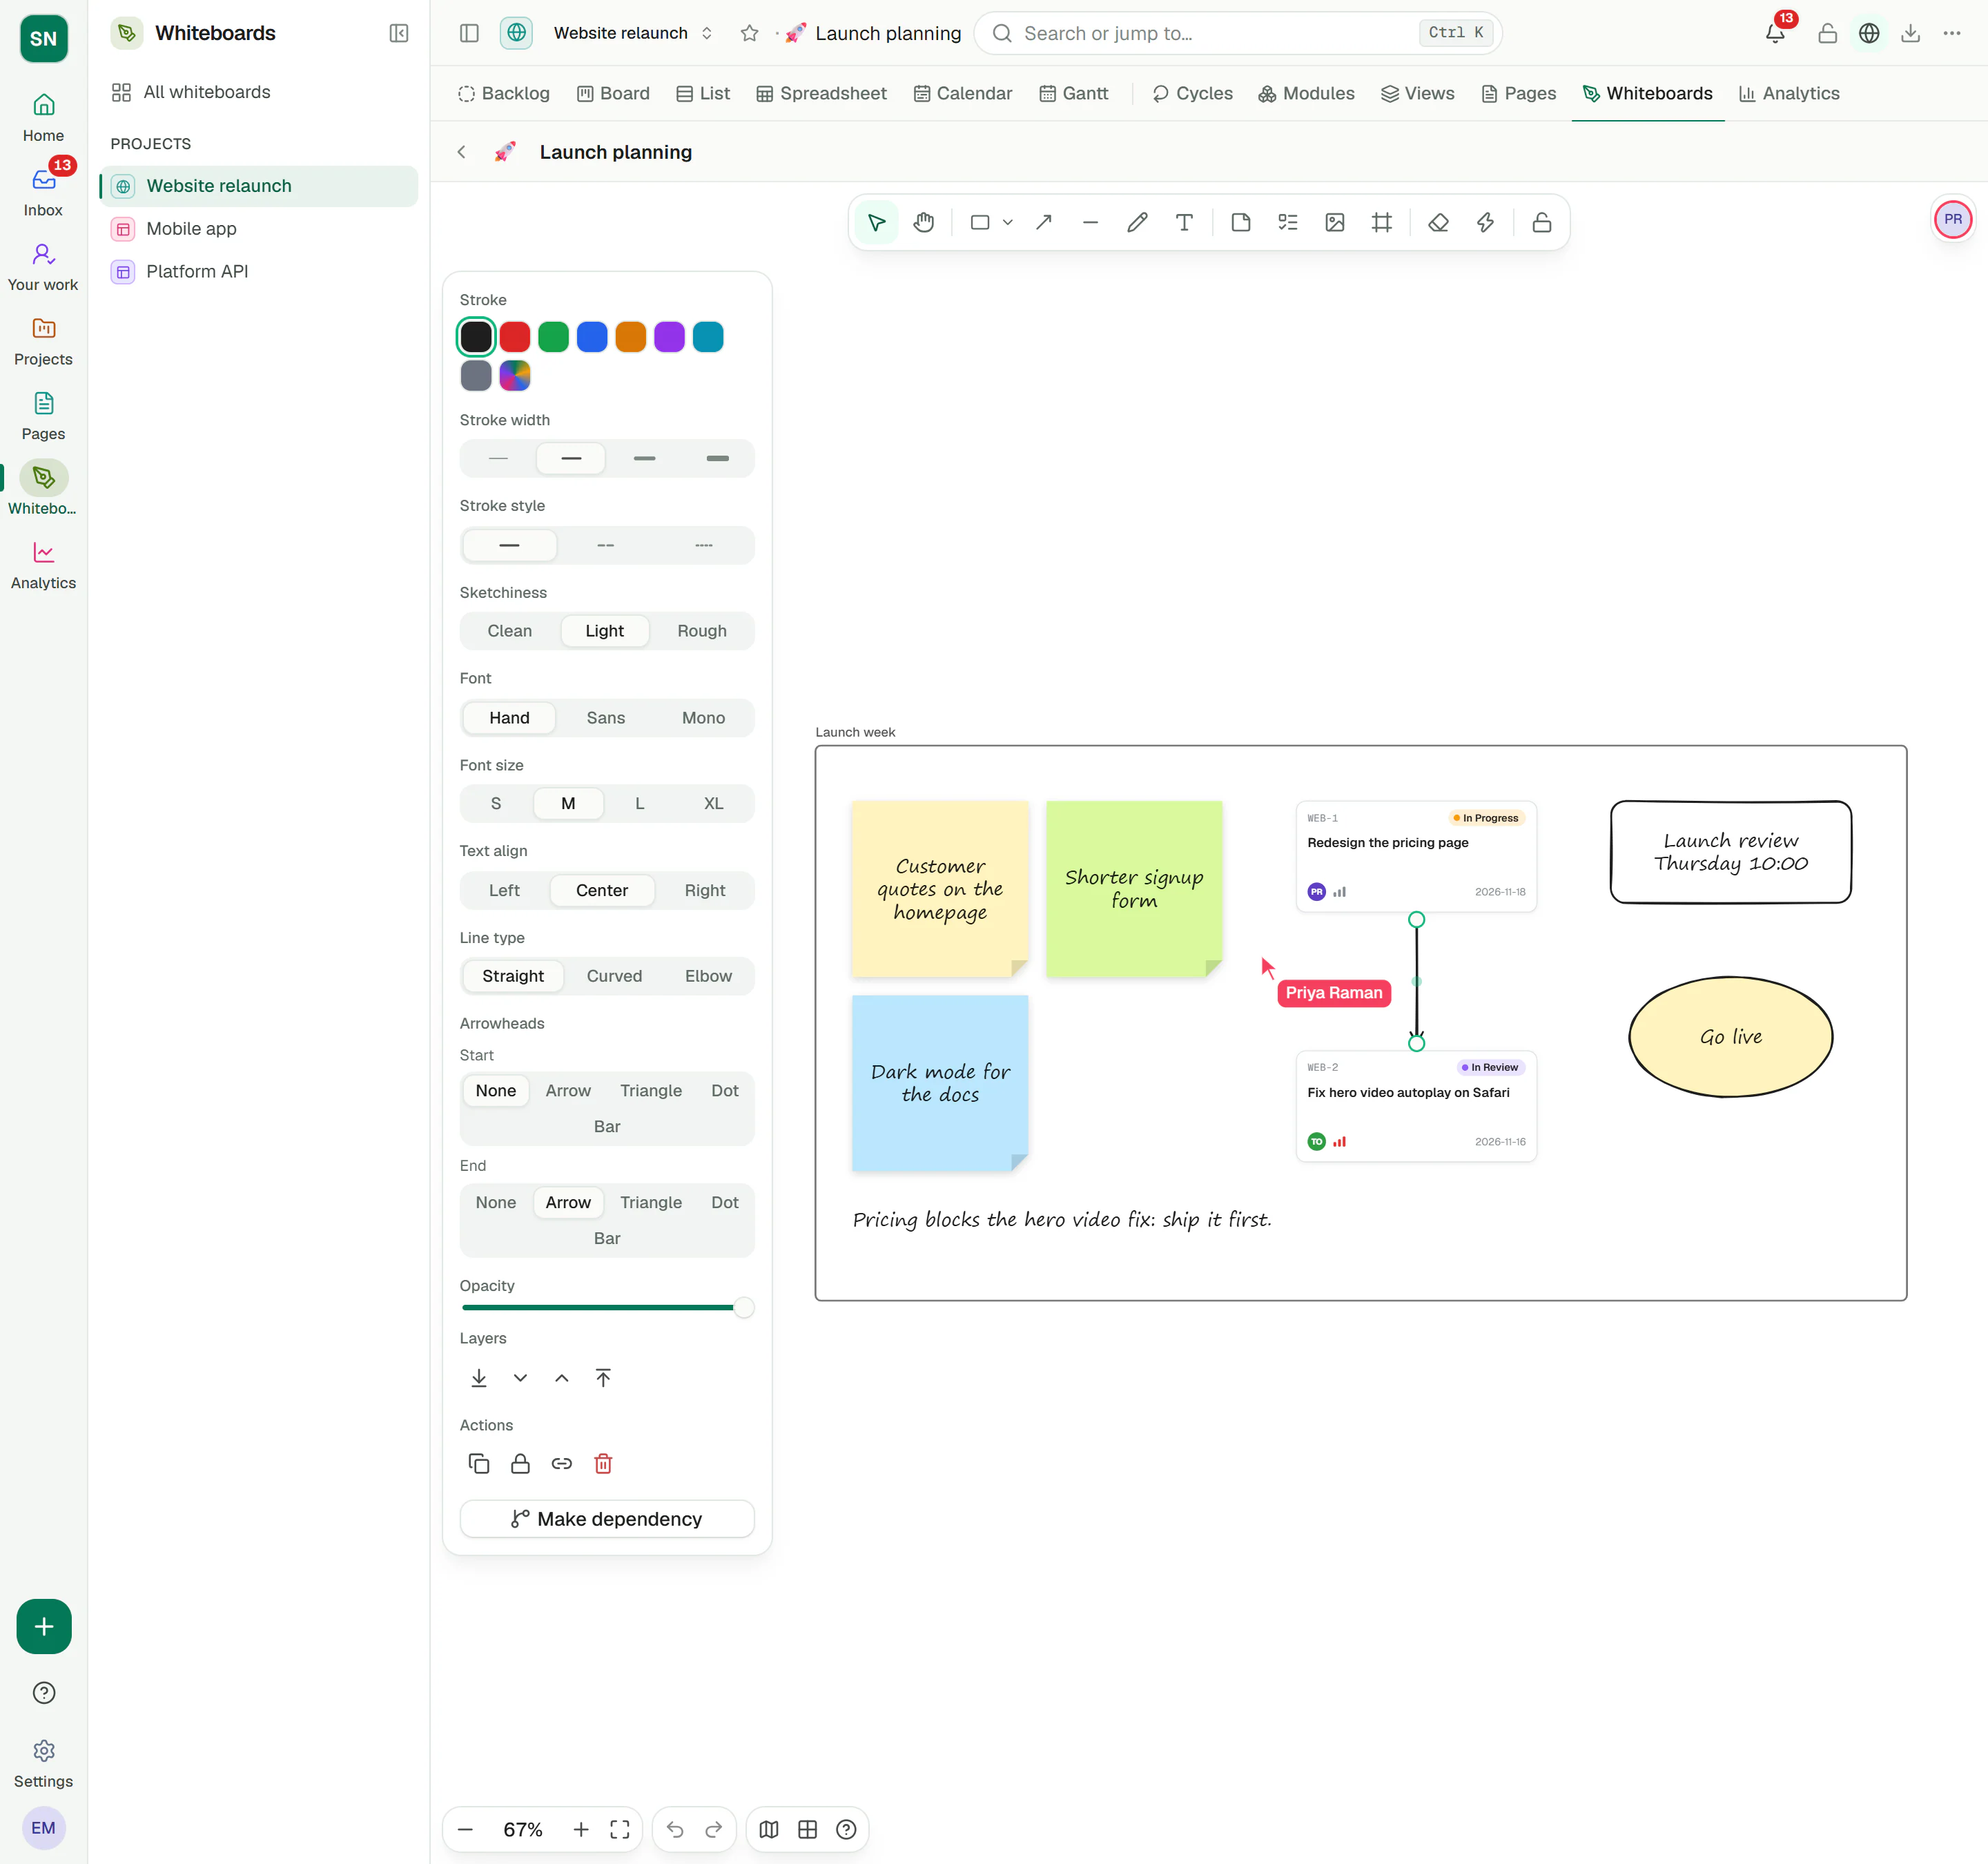 SN
Home
13
Inbox
Your work
Projects
Pages
Whitebo...
Analytics
Settings
EM
Whiteboards
All whiteboards
PROJECTS
Website relaunch
Mobile app
Platform API
Website relaunch
· 🚀 Launch planning
Search or jump to...
Ctrl K
13
Backlog
Board
List
Spreadsheet
Calendar
Gantt
Cycles
Modules
Views
Pages
Whiteboards
Analytics
🚀 Launch planning
PR
Stroke
Stroke width
Stroke style
Sketchiness
Clean Light Rough
Font
Hand Sans Mono
Font size
S M L XL
Text align
Left Center Right
Line type
Straight Curved Elbow
Arrowheads
Start
None Arrow Triangle Dot
Bar
End
None Arrow Triangle Dot
Bar
Opacity
Layers
Actions
Make dependency
Launch week
Customer
quotes on the
homepage
Shorter signup
form
Dark mode for
the docs
WEB-1
In Progress
Redesign the pricing page
PR
2026-11-18
Priya Raman
WEB-2
In Review
Fix hero video autoplay on Safari
TO
2026-11-16
Launch review
Thursday 10:00
Go live
Pricing blocks the hero video fix: ship it first.
67%